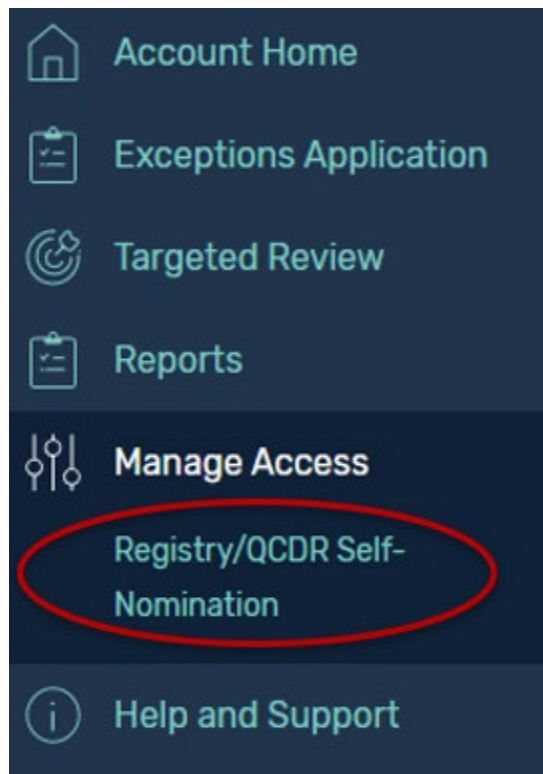 Account Home
Exceptions Application
Targeted Review
Reports
Manage Access
Registry/QCDR Self-
Nomination
Help and Support